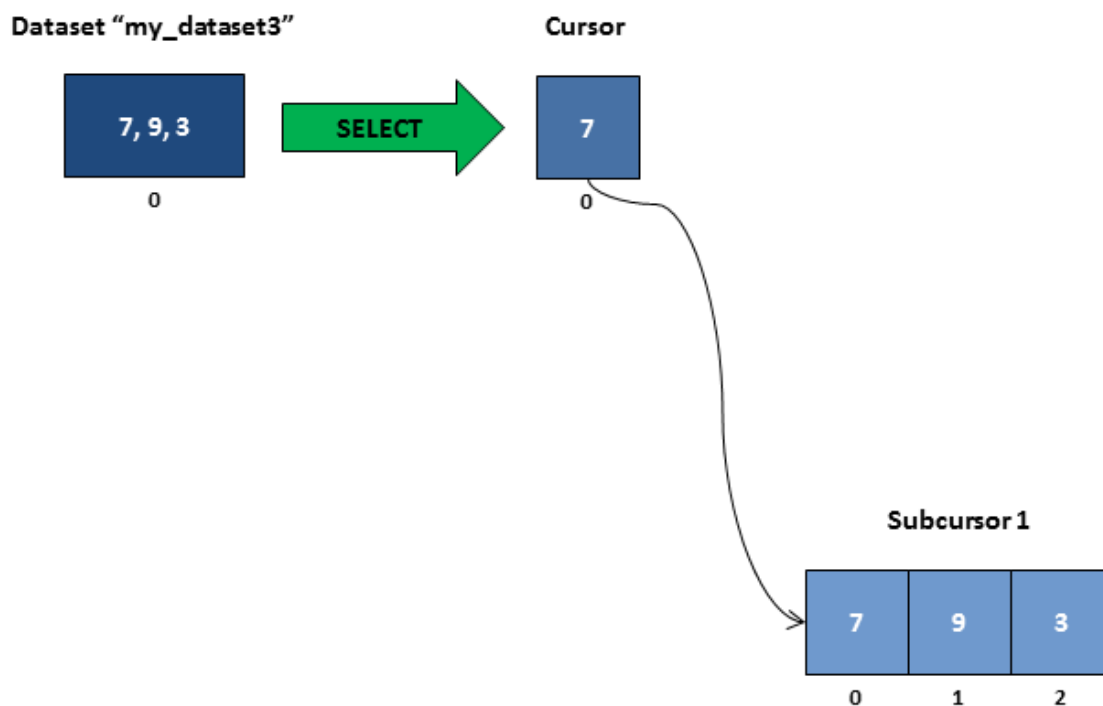 Dataset “my_dataset3”
Cursor
7, 9, 3
SELECT
7
0
0
Subcursor 1
7
9
3
0
1
2